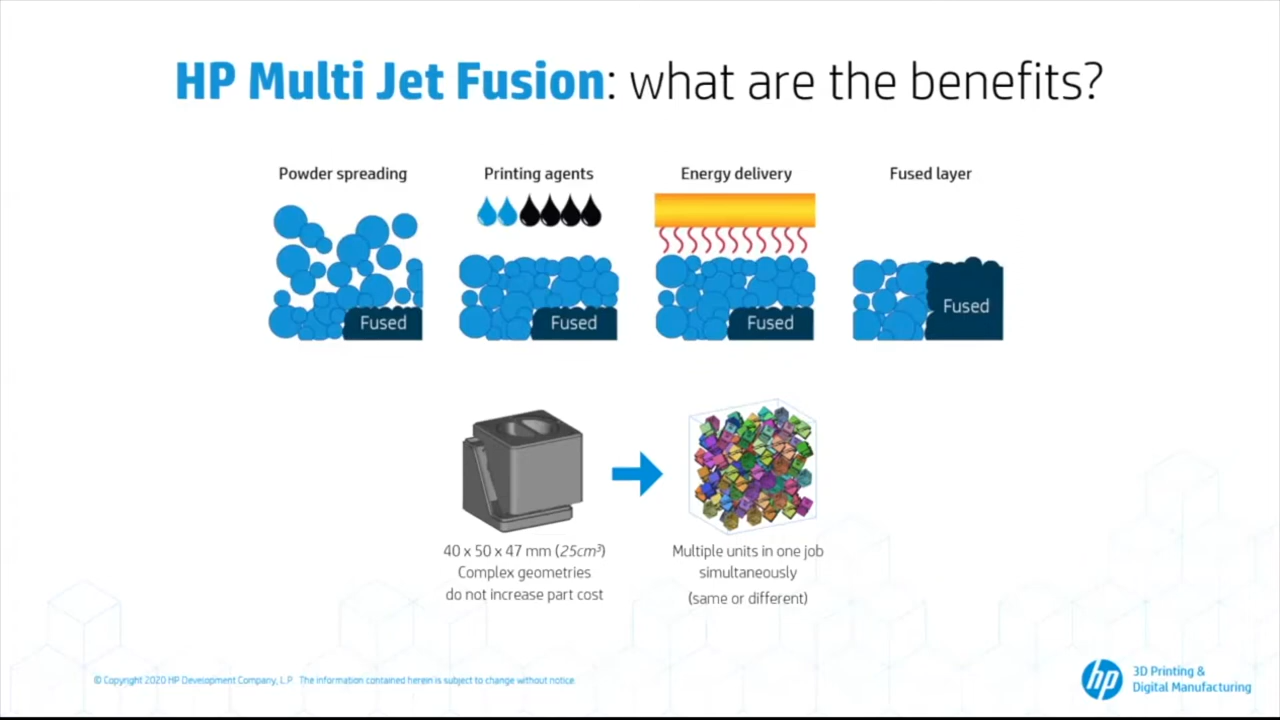 HP Multi Jet Fusion: what are the benefits?
Powder spreading
Printing agents
Energy delivery
Fused layer
Fused
Fused
Fused
Fused
40 x 50 x 47 mm (25cm³)
Complex geometries
do not increase part cost
Multiple units in one job
simultaneously
(same or different)
© Copyright 2020 HP Development Company, L.P. The information contained herein is subject to change without notice.
hp
3D Printing &
Digital Manufacturing